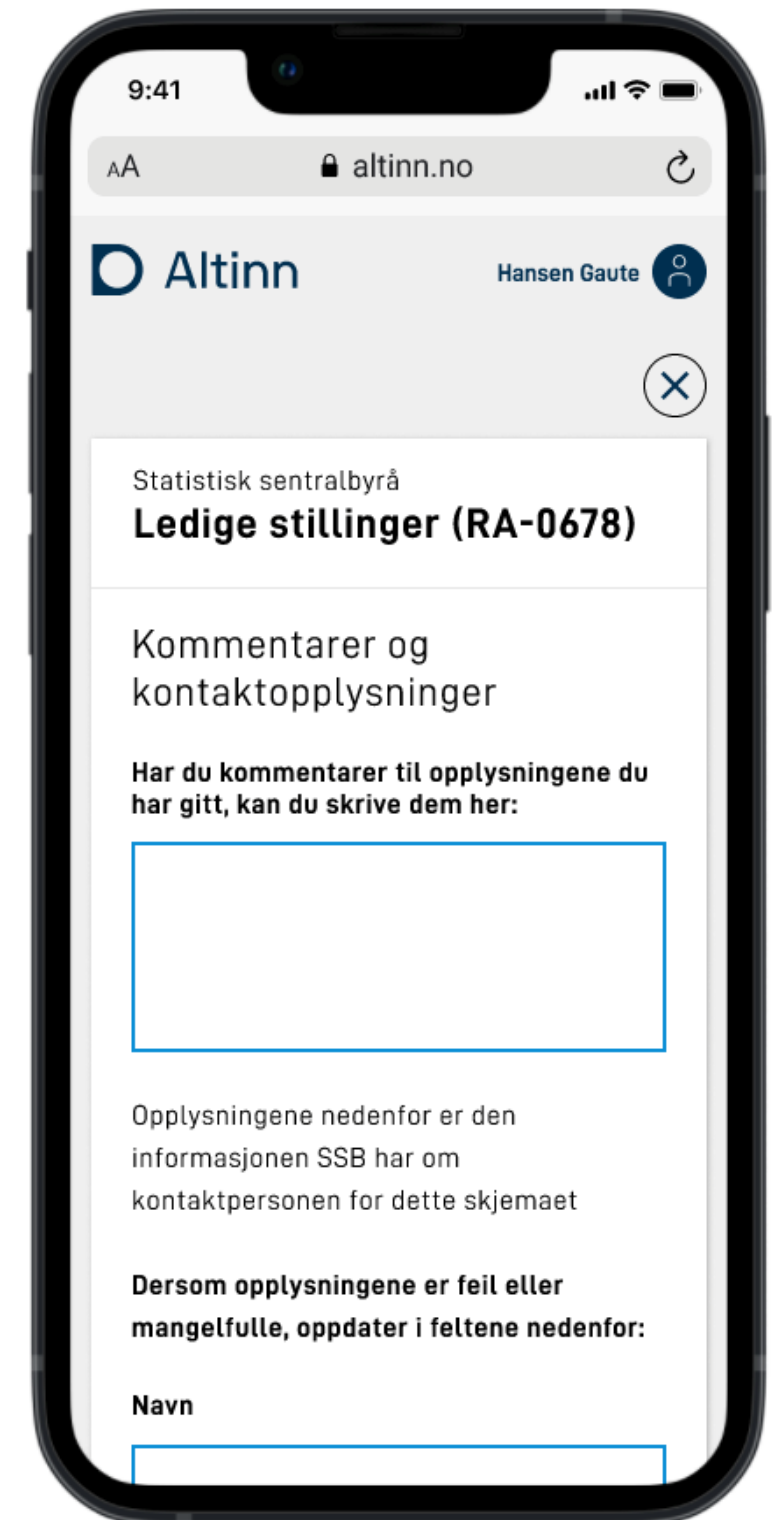 9:41
AA altinn.no
Altinn Hansen Gaute
Statistisk sentralbyrå
Ledige stillinger (RA-0678)
Kommentarer og
kontaktopplysninger
Har du kommentarer til opplysningene du
har gitt, kan du skrive dem her:
Opplysningene nedenfor er den
informasjonen SSB har om
kontaktpersonen for dette skjemaet
Dersom opplysningene er feil eller
mangelfulle, oppdater i feltene nedenfor:
Navn